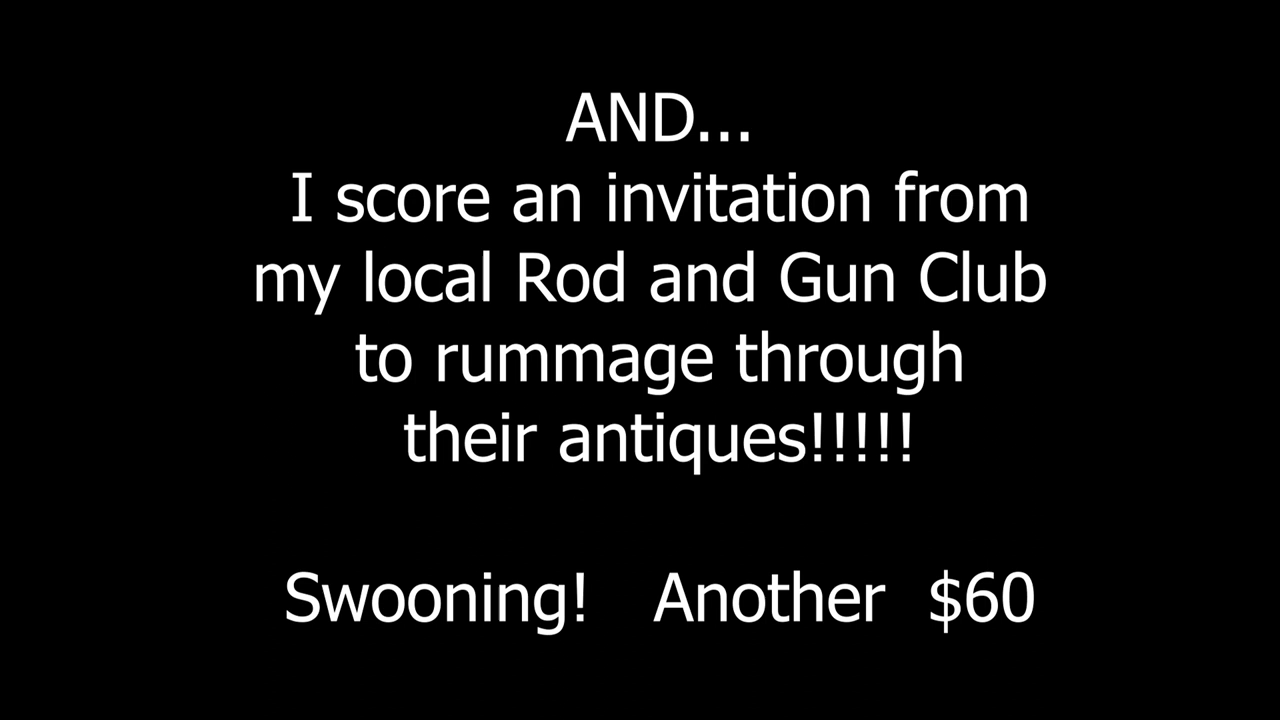 AND...
I score an invitation from
my local Rod and Gun Club
to rummage through
their antiques!!!!!
Swooning! Another $60